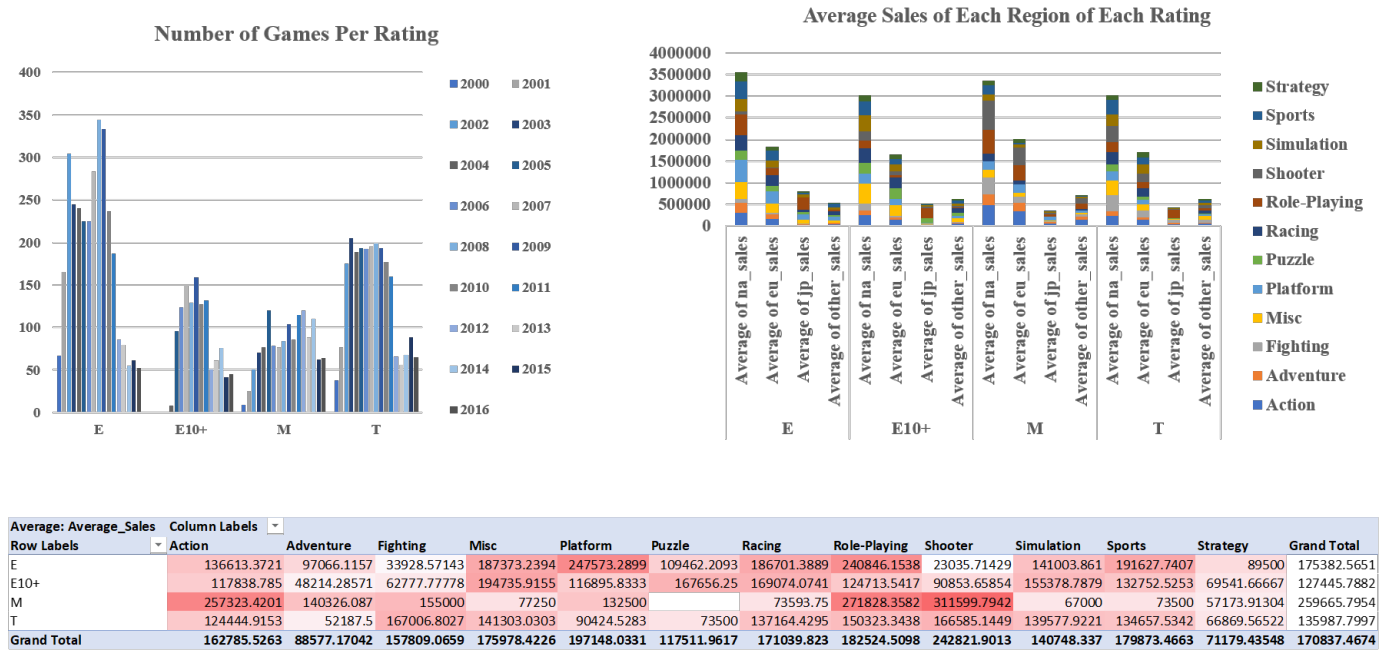 Number of Games Per Rating
400
350
300
250
200
150
100
50
0
E E10+ M T
2000 2001
2002 2003
2004 2005
2006 2007
2008 2009
2010 2011
2012 2013
2014 2015
2016
Average Sales of Each Region of Each Rating
4000000
3500000
3000000
2500000
2000000
1500000
1000000
500000
0
Average of na_sales
Average of eu_sales
Average of jp_sales
Average of other_sales
Average of na_sales
Average of eu_sales
Average of jp_sales
Average of other_sales
Average of na_sales
Average of eu_sales
Average of jp_sales
Average of other_sales
Average of na_sales
Average of eu_sales
Average of jp_sales
Average of other_sales
E E10+ M T
Strategy
Sports
Simulation
Shooter
Role-Playing
Racing
Puzzle
Platform
Misc
Fighting
Adventure
Action
Average: Average_Sales Column Labels
Row Labels Action Adventure Fighting Misc Platform Puzzle Racing Role-Playing Shooter Simulation Sports Strategy Grand Total
E 136613.3721 97066.1157 33928.57143 187373.2394 247573.2899 109462.2093 186701.3889 240846.1538 23035.71429 141003.861 191627.7407 89500 175382.5651
E10+ 117838.785 48214.28571 62777.77778 194735.9155 116895.8333 167656.25 169074.0741 124713.5417 90853.65854 155378.7879 132752.5253 69541.66667 127445.7882
M 257323.4201 140326.087 155000 77250 132500 73593.75 271828.3582 311599.7942 67000 73500 57173.91304 259665.7954
T 124444.9153 52187.5 167006.8027 141303.0303 90424.5283 73500 137164.4295 150323.3438 166585.1449 139577.9221 134657.5342 66869.56522 135987.7997
Grand Total 162785.5263 88577.17042 157809.0659 175978.4226 197148.0331 117511.9617 171039.823 182524.5098 242821.9013 140748.337 179873.4663 71179.43548 170837.4674